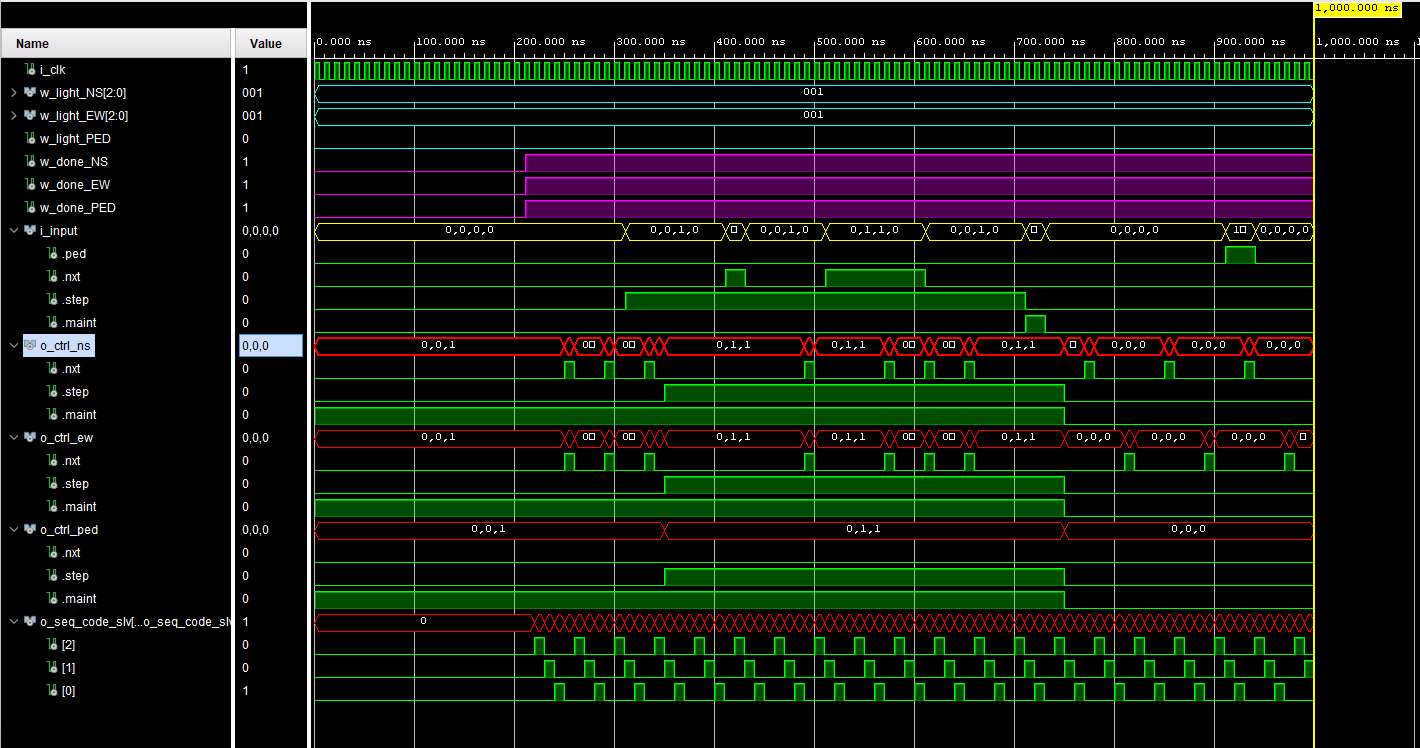 1,000.000 ns
Name Value
0.000 ns 100.000 ns 200.000 ns 300.000 ns 400.000 ns 500.000 ns 600.000 ns 700.000 ns 800.000 ns 900.000 ns 1,000.000 ns
i_clk 1
w_light_NS[2:0] 001 001
w_light_EW[2:0] 001 001
w_light_PED 0
w_done_NS 1
w_done_EW 1
w_done_PED 1
i_input 0,0,0,0 0,0,0,0 0,0,1,0 0,0,1,0 0,1,1,0 0,0,1,0 0,0,0,0 1 0,0,0,0
.ped 0
.nxt 0
.step 0
.maint 0
o_ctrl_ns 0,0,0 0,0,1 0 0 0,1,1 0,1,1 0 0 0,1,1 0,0,0 0,0,0 0,0,0
.nxt 0
.step 0
.maint 0
o_ctrl_ew 0,0,0 0,0,1 0 0 0,1,1 0,1,1 0 0 0,1,1 0,0,0 0,0,0 0,0,0
.nxt 0
.step 0
.maint 0
o_ctrl_ped 0,0,0 0,0,1 0,1,1 0,0,0
.nxt 0
.step 0
.maint 0
o_seq_code_slv[...o_seq_code_slv 1 0
[2] 0
[1] 0
[0] 1